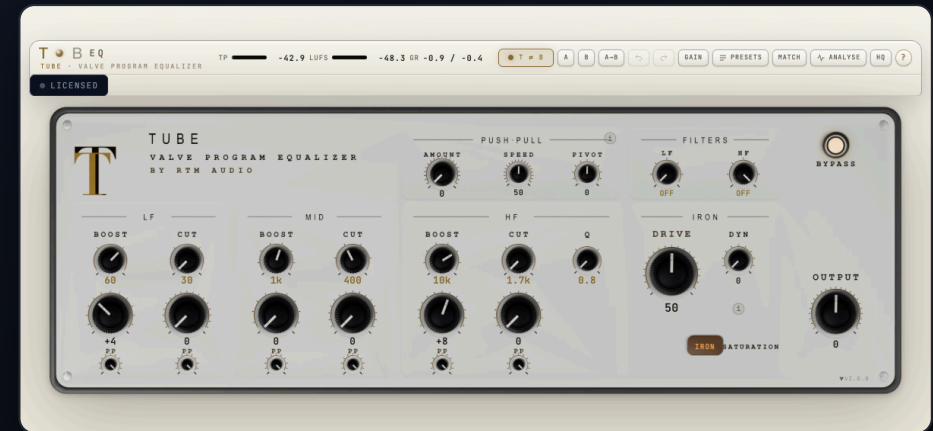 T B EQ
TUBE · VALVE PROGRAM EQUALIZER
TP -42.9 LUFS -48.3 GR -0.9 / -0.4
T ⇌ B A B A→B GAIN PRESETS MATCH ANALYSE HQ ?
LICENSED
T
TUBE
VALVE PROGRAM EQUALIZER
BY RTM AUDIO
PUSH·PULL i
AMOUNT SPEED PIVOT
0 50 0
FILTERS
LF HF
OFF OFF
BYPASS
LF
BOOST CUT
60 30
+4 0
PP PP
MID
BOOST CUT
1k 400
0 0
PP PP
HF
BOOST CUT Q
10k 1.7k 0.8
+8 0
PP PP
IRON
DRIVE DYN
50 0
i
IRON SATURATION
OUTPUT
0